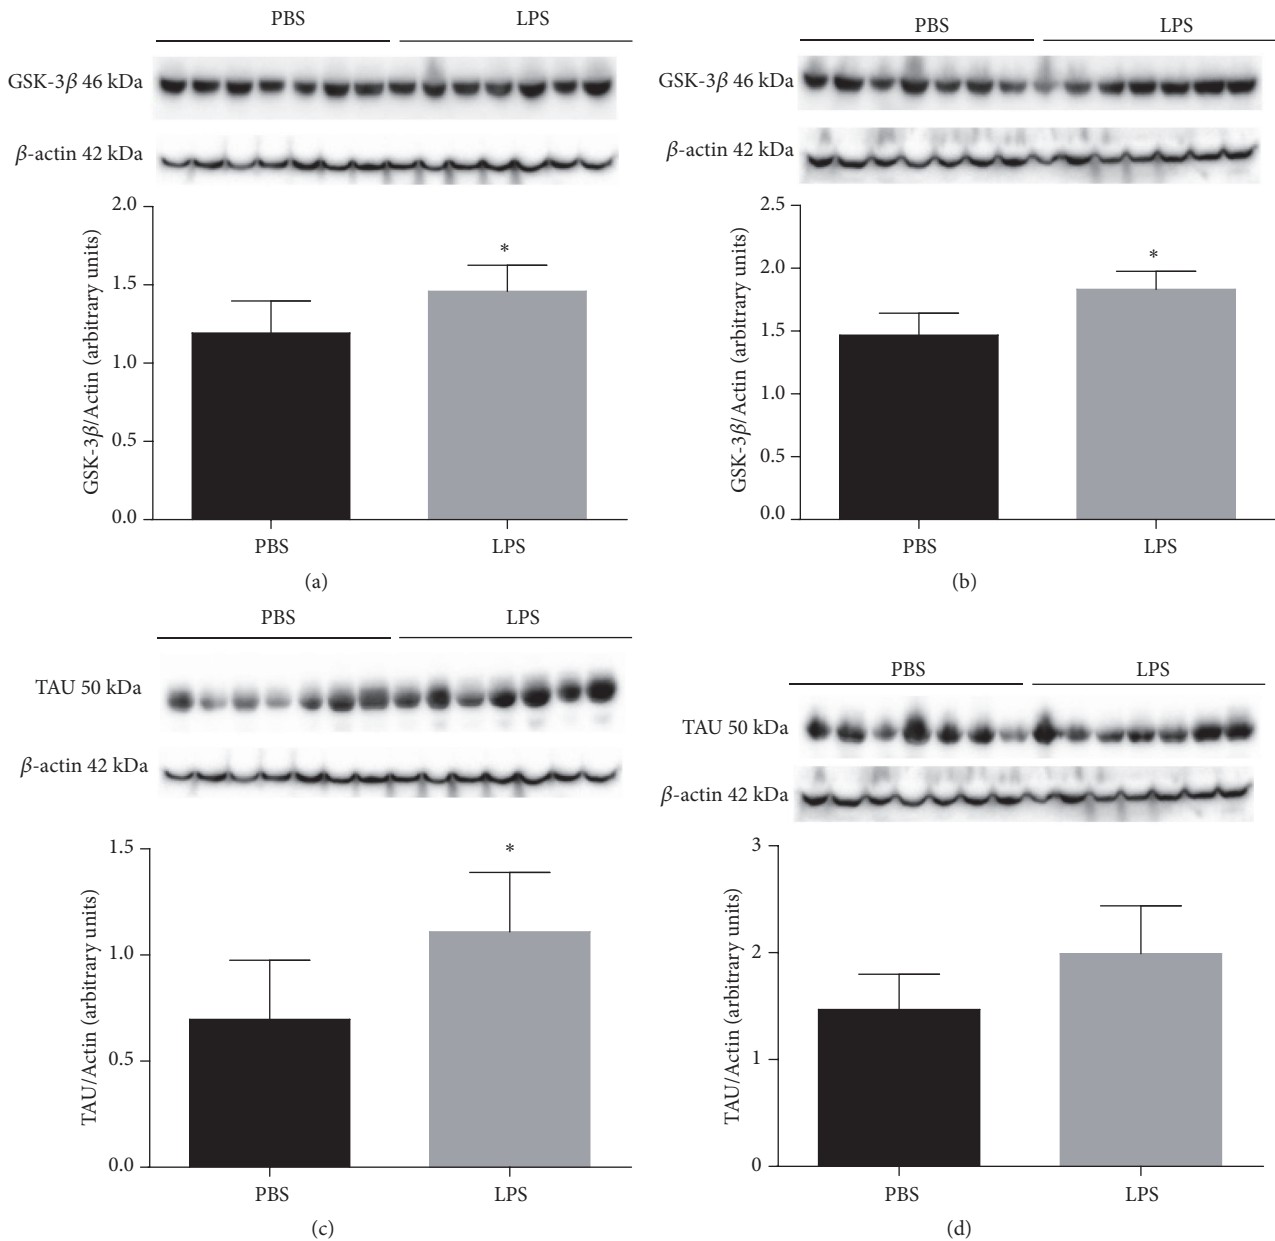 PBS LPS
GSK-3β 46 kDa
β-actin 42 kDa
2.0
1.5
1.0
0.5
0.0
GSK-3β/Actin (arbitrary units)
*
PBS LPS
(a)
PBS LPS
GSK-3β 46 kDa
β-actin 42 kDa
2.5
2.0
1.5
1.0
0.5
0.0
GSK-3β/Actin (arbitrary units)
*
PBS LPS
(b)
PBS LPS
TAU 50 kDa
β-actin 42 kDa
1.5
1.0
0.5
0.0
TAU/Actin (arbitrary units)
*
PBS LPS
(c)
PBS LPS
TAU 50 kDa
β-actin 42 kDa
3
2
1
0
TAU/Actin (arbitrary units)
PBS LPS
(d)